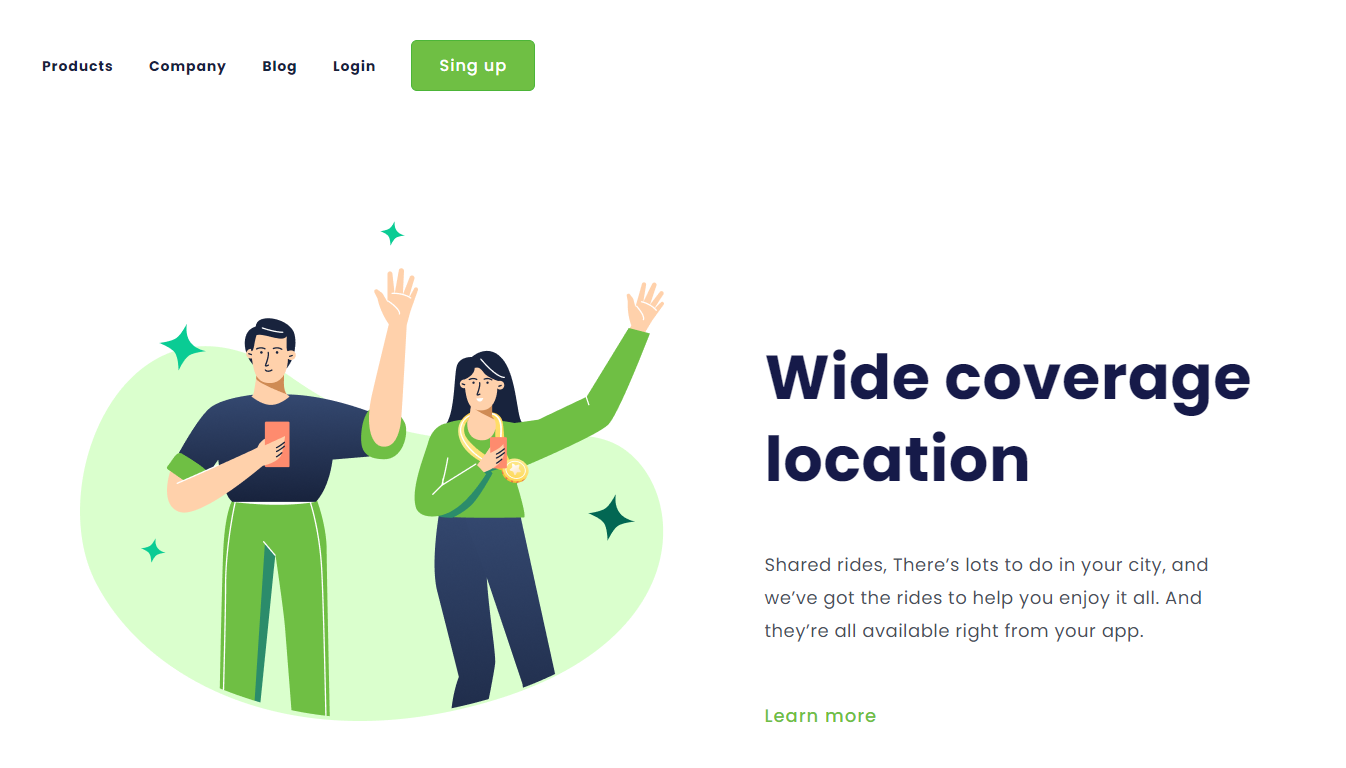 Products Company Blog Login Sing up
Wide coverage
location
Shared rides, There’s lots to do in your city, and
we’ve got the rides to help you enjoy it all. And
they’re all available right from your app.
Learn more